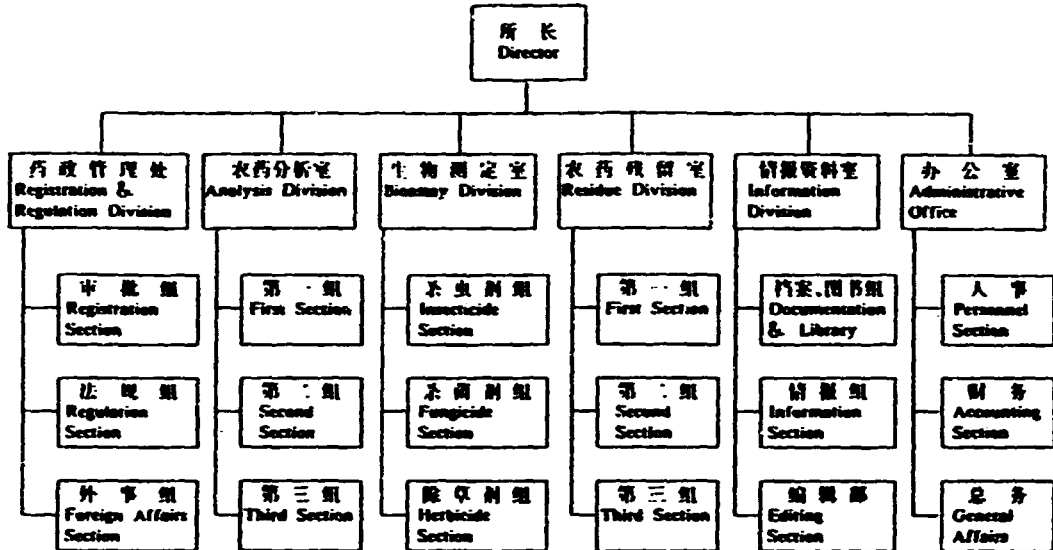 所长
Director
药政管理处
Registration &
Regulation Division
农药分析室
Analysis Division
生物测定室
Bioassay Division
农药残留室
Residue Division
情报资料室
Information
Division
办公室
Administrative
Office
审批组
Registration
Section
第一组
First Section
杀虫剂组
Insecticide
Section
第一组
First Section
档案、图书组
Documentation
& Library
人事
Personnel
Section
法规组
Regulation
Section
第二组
Second
Section
杀菌剂组
Fungicide
Section
第二组
Second
Section
情报组
Information
Section
财务
Accounting
Section
外事组
Foreign Affairs
Section
第三组
Third Section
除草剂组
Herbicide
Section
第三组
Third Section
编辑部
Editing
Section
总务
General
Affairs